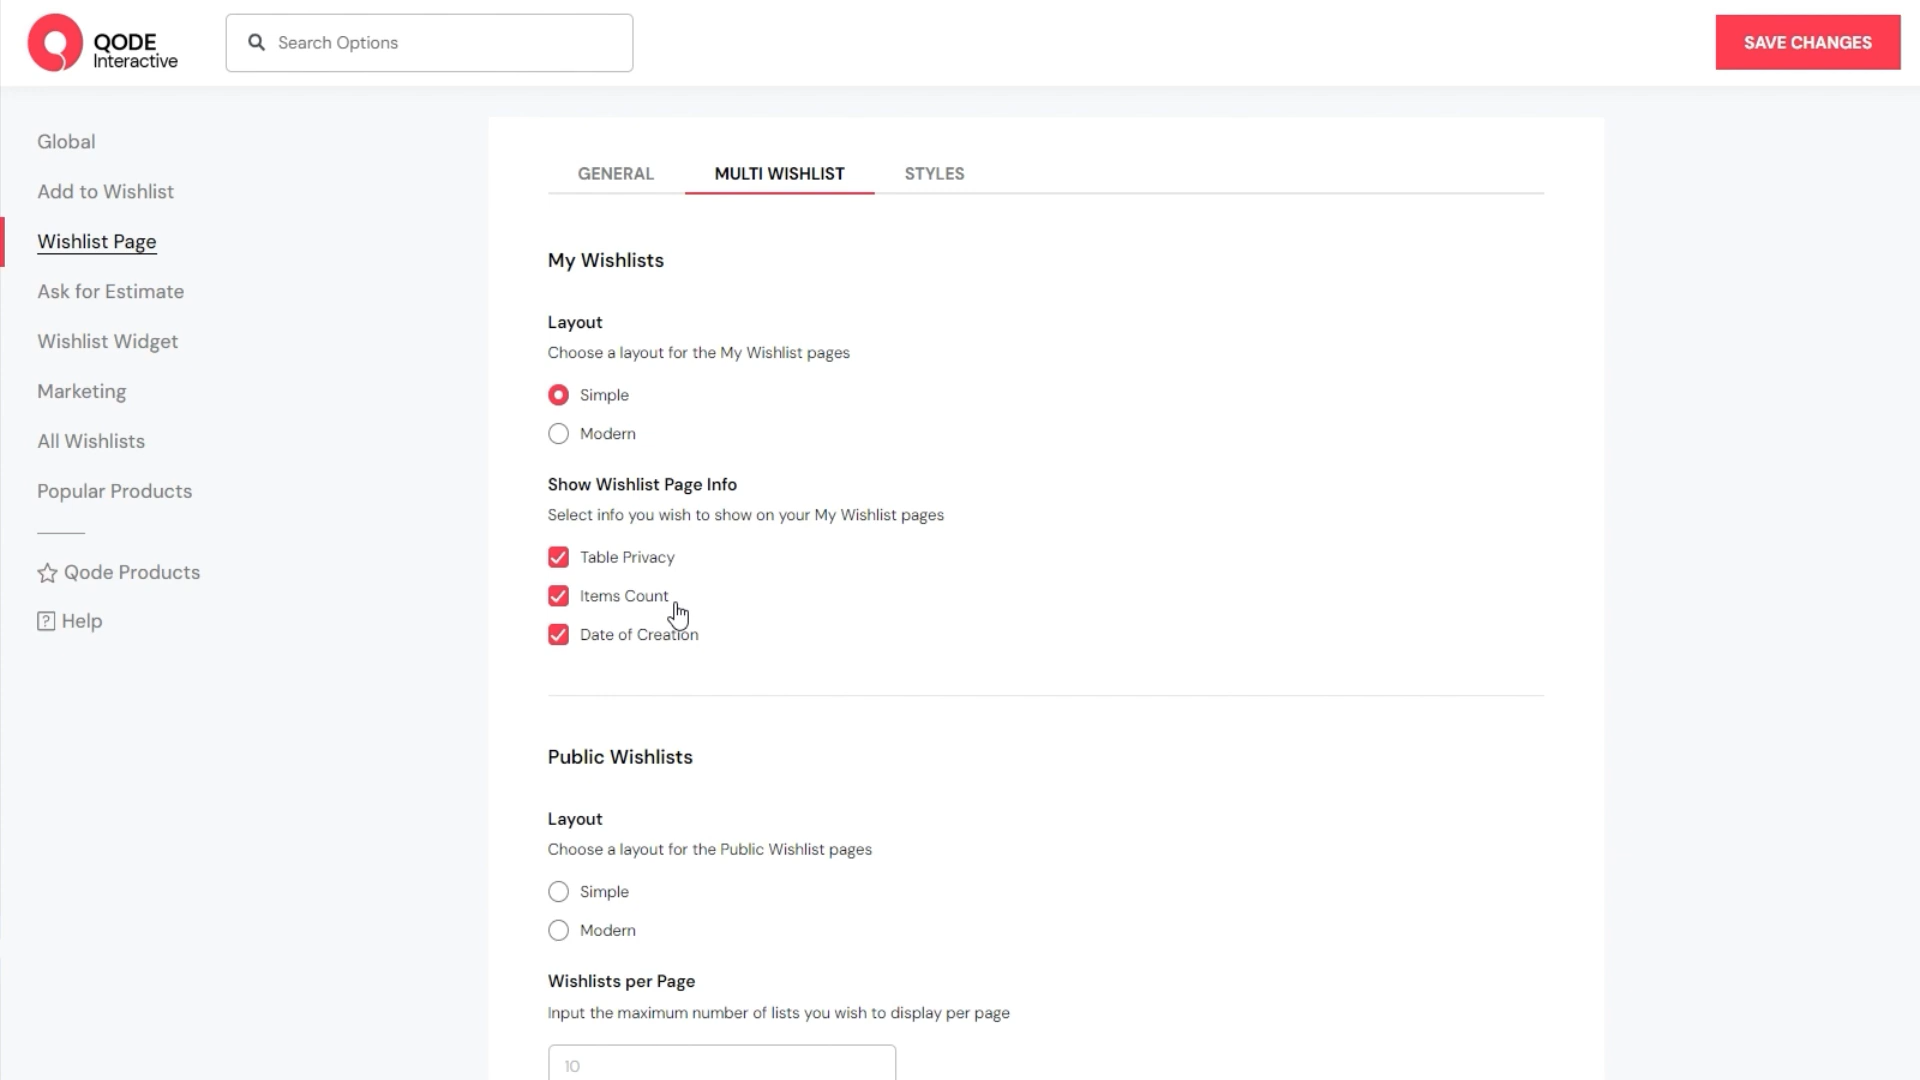 QODE
Interactive
Search Options
SAVE CHANGES
Global
Add to Wishlist
Wishlist Page
Ask for Estimate
Wishlist Widget
Marketing
All Wishlists
Popular Products
Qode Products
Help
GENERAL
MULTI WISHLIST
STYLES
My Wishlists
Layout
Choose a layout for the My Wishlist pages
Simple
Modern
Show Wishlist Page Info
Select info you wish to show on your My Wishlist pages
Table Privacy
Items Count
Date of Creation
Public Wishlists
Layout
Choose a layout for the Public Wishlist pages
Simple
Modern
Wishlists per Page
Input the maximum number of lists you wish to display per page
10